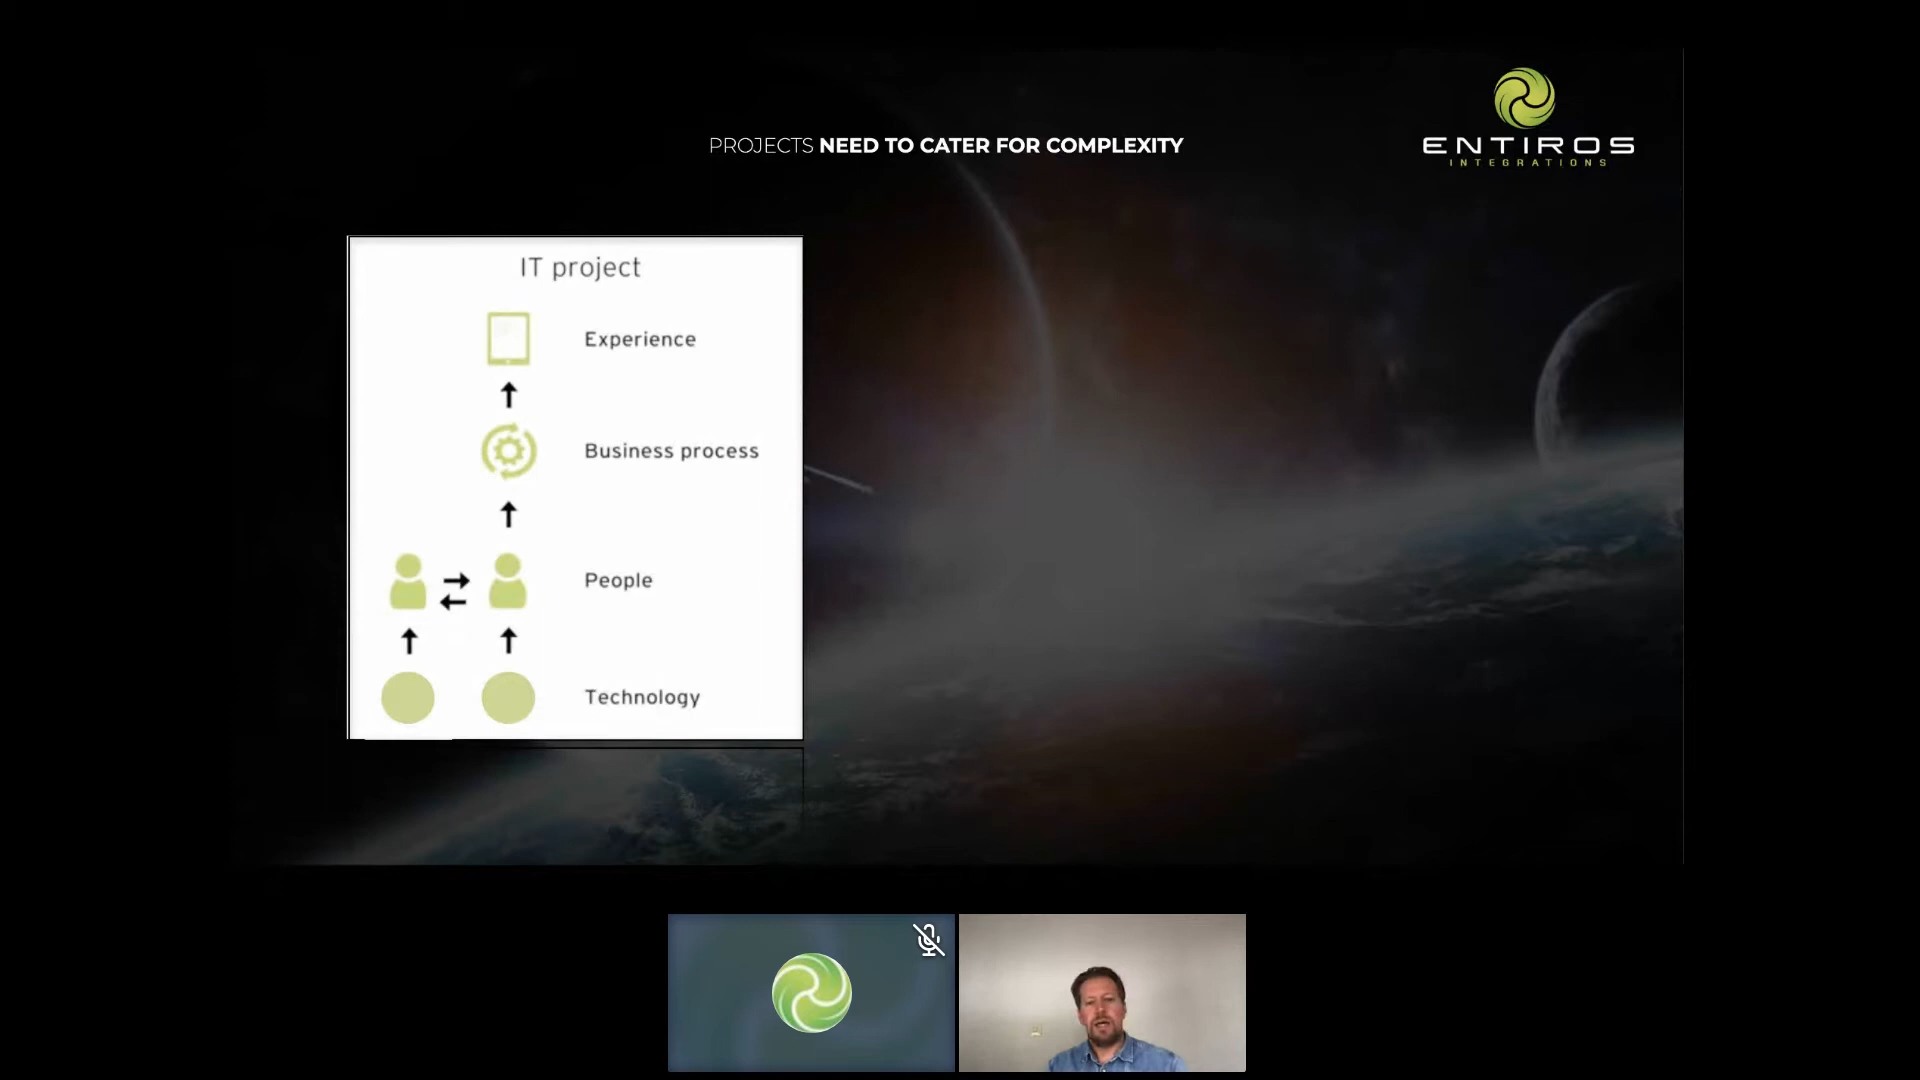 PROJECTS NEED TO CATER FOR COMPLEXITY
ENTIROS
INTEGRATIONS
IT project
Experience
Business process
People
Technology